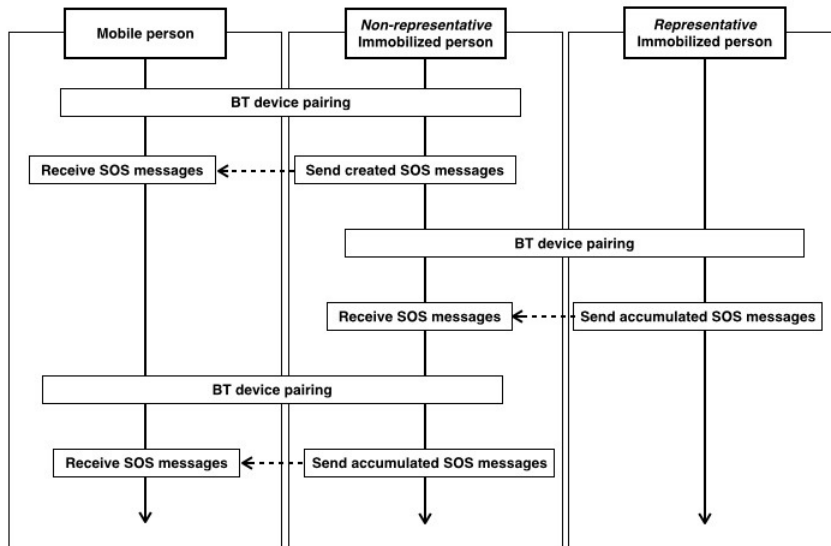 Mobile person
Non-representative
Immobilized person
Representative
Immobilized person
BT device pairing
Receive SOS messages
Send created SOS messages
BT device pairing
Receive SOS messages
Send accumulated SOS messages
BT device pairing
Receive SOS messages
Send accumulated SOS messages